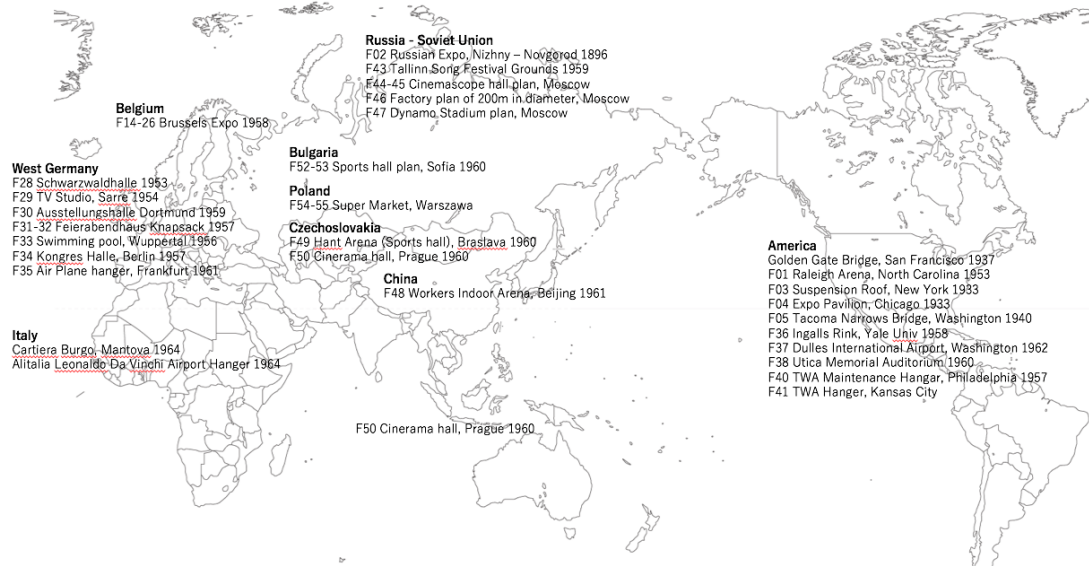 Russia - Soviet Union
F02 Russian Expo, Nizhny – Novgorod 1896
F43 Tallinn Song Festival Grounds 1959
F44-45 Cinemascope hall plan, Moscow
F46 Factory plan of 200m in diameter, Moscow
F47 Dynamo Stadium plan, Moscow
Belgium
F14-26 Brussels Expo 1958
West Germany
F28 Schwarzwaldhalle 1953
F29 TV Studio, Sarre 1954
F30 Ausstellungshalle Dortmund 1959
F31-32 Feierabendhaus Knapsack 1957
F33 Swimming pool, Wuppertal 1956
F34 Kongres Halle, Berlin 1957
F35 Air Plane hanger, Frankfurt 1961
Bulgaria
F52-53 Sports hall plan, Sofia 1960
Poland
F54-55 Super Market, Warszawa
Czechoslovakia
F49 Hant Arena (Sports hall), Braslava 1960
F50 Cinerama hall, Prague 1960
China
F48 Workers Indoor Arena, Beijing 1961
America
Golden Gate Bridge, San Francisco 1937
F01 Raleigh Arena, North Carolina 1953
F03 Suspension Roof, New York 1933
F04 Expo Pavilion, Chicago 1933
F05 Tacoma Narrows Bridge, Washington 1940
F36 Ingalls Rink, Yale Univ 1958
F37 Dulles International Airport, Washington 1962
F38 Utica Memorial Auditorium 1960
F40 TWA Maintenance Hangar, Philadelphia 1957
F41 TWA Hanger, Kansas City
Italy
Cartiera Burgo, Mantova 1964
Alitalia Leonaldo Da Vinchi Airport Hanger 1964
F50 Cinerama hall, Prague 1960